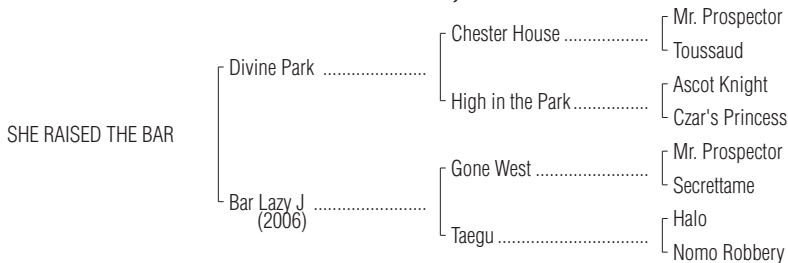 Mr. Prospector
Chester House ..................
Toussaud
Divine Park ......................
Ascot Knight
High in the Park................
Czar's Princess
SHE RAISED THE BAR
Mr. Prospector
Gone West ........................
Secrettame
Bar Lazy J ........................
(2006)
Halo
Taegu ................................
Nomo Robbery